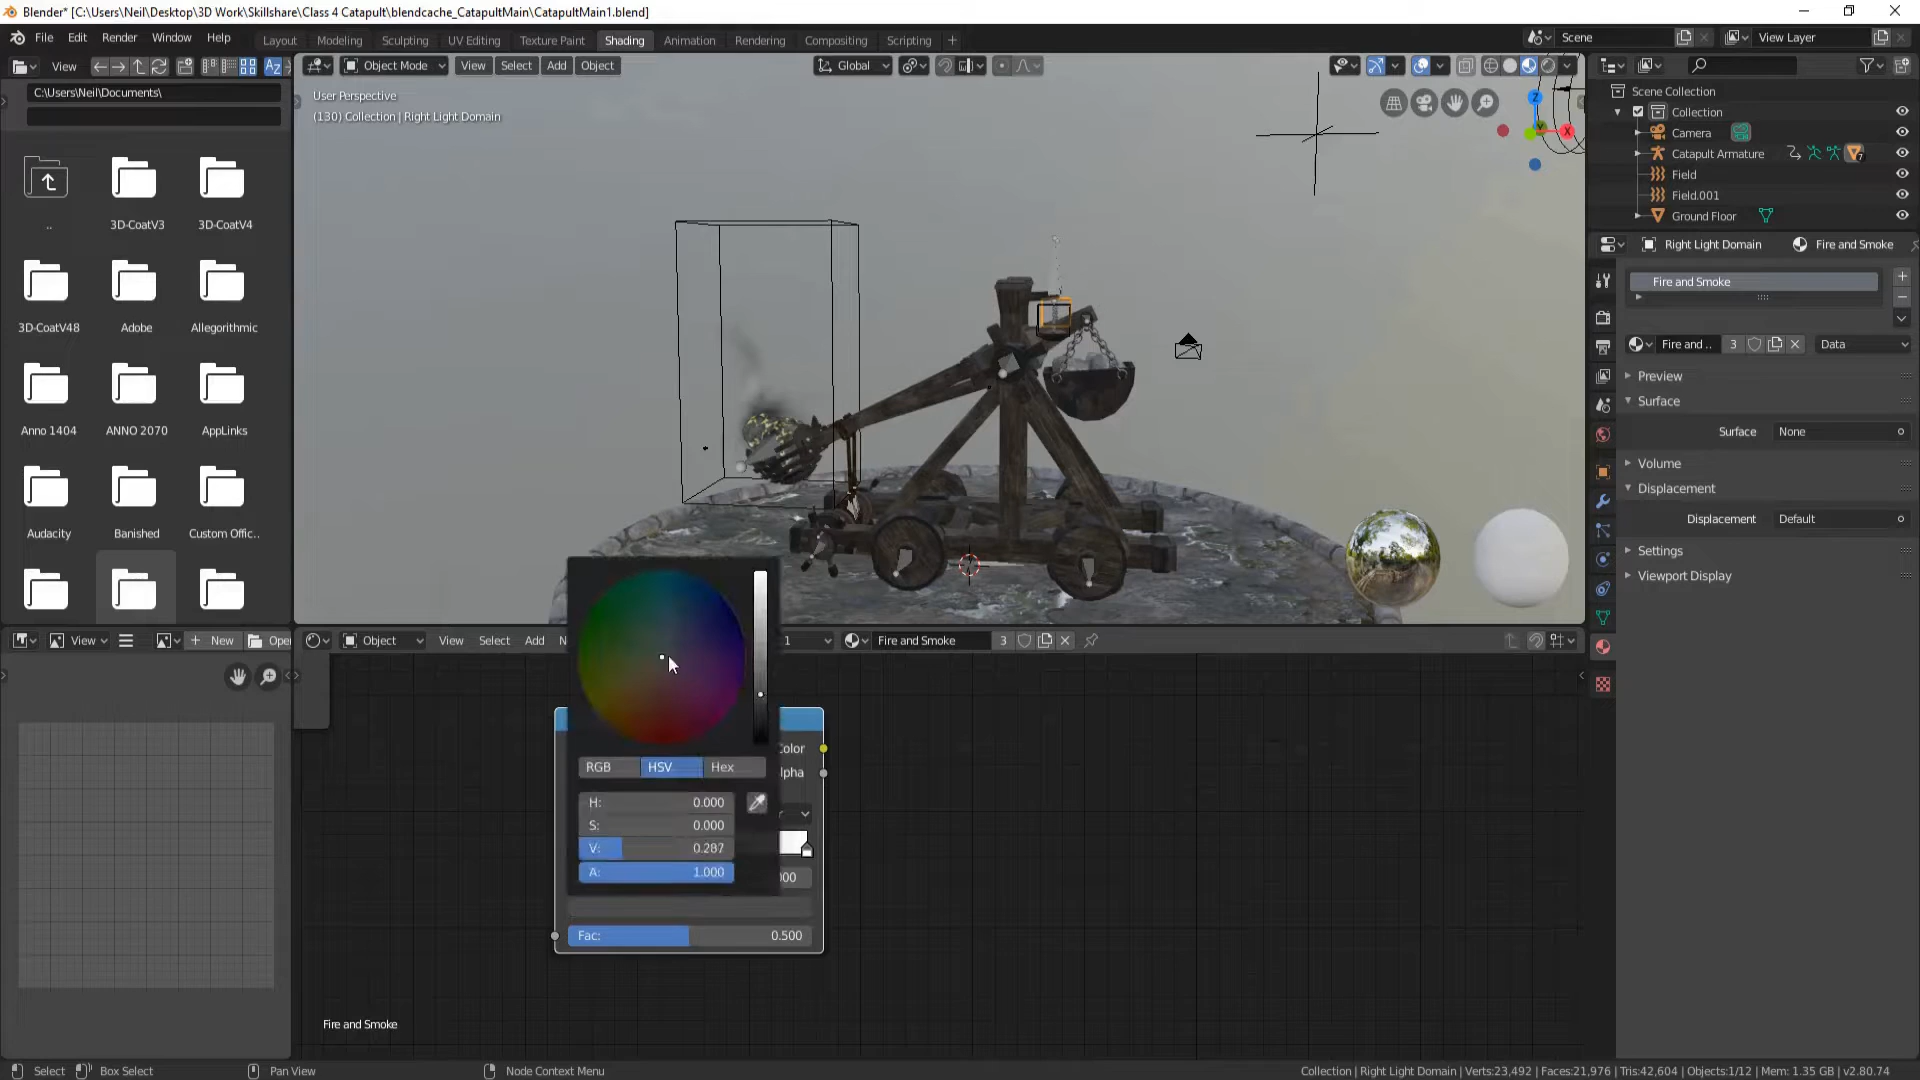 Blender* [C:\Users\Neil\Desktop\3D Work\Skillshare\Class 4 Catapult\blendcache_CatapultMain\CatapultMain1.blend]
File Edit Render Window Help
Layout Modeling Sculpting UV Editing Texture Paint Shading Animation Rendering Compositing Scripting
Scene
View Layer
View
Object Mode
View Select Add Object
Global
C:\Users\Neil\Documents\
User Perspective
(130) Collection | Right Light Domain
..
3D-CoatV3
3D-CoatV4
3D-CoatV48
Adobe
Allegorithmic
Anno 1404
ANNO 2070
AppLinks
Audacity
Banished
Custom Offic..
Z
X
Scene Collection
Collection
Camera
Catapult Armature
7
Field
Field.001
Ground Floor
Right Light Domain
Fire and Smoke
Fire and Smoke
Fire and ..
3
Data
Preview
Surface
Surface
None
Volume
Displacement
Displacement
Default
Settings
Viewport Display
View
New
Open
Object
View Select Add
1
Fire and Smoke
3
RGB
HSV
Hex
H: 0.000
S: 0.000
V: 0.287
A: 1.000
Fac: 0.500
Fire and Smoke
Select
Box Select
Pan View
Node Context Menu
Collection | Right Light Domain | Verts:23,492 | Faces:21,976 | Tris:42,604 | Objects:1/12 | Mem: 1.35 GB | v2.80.74